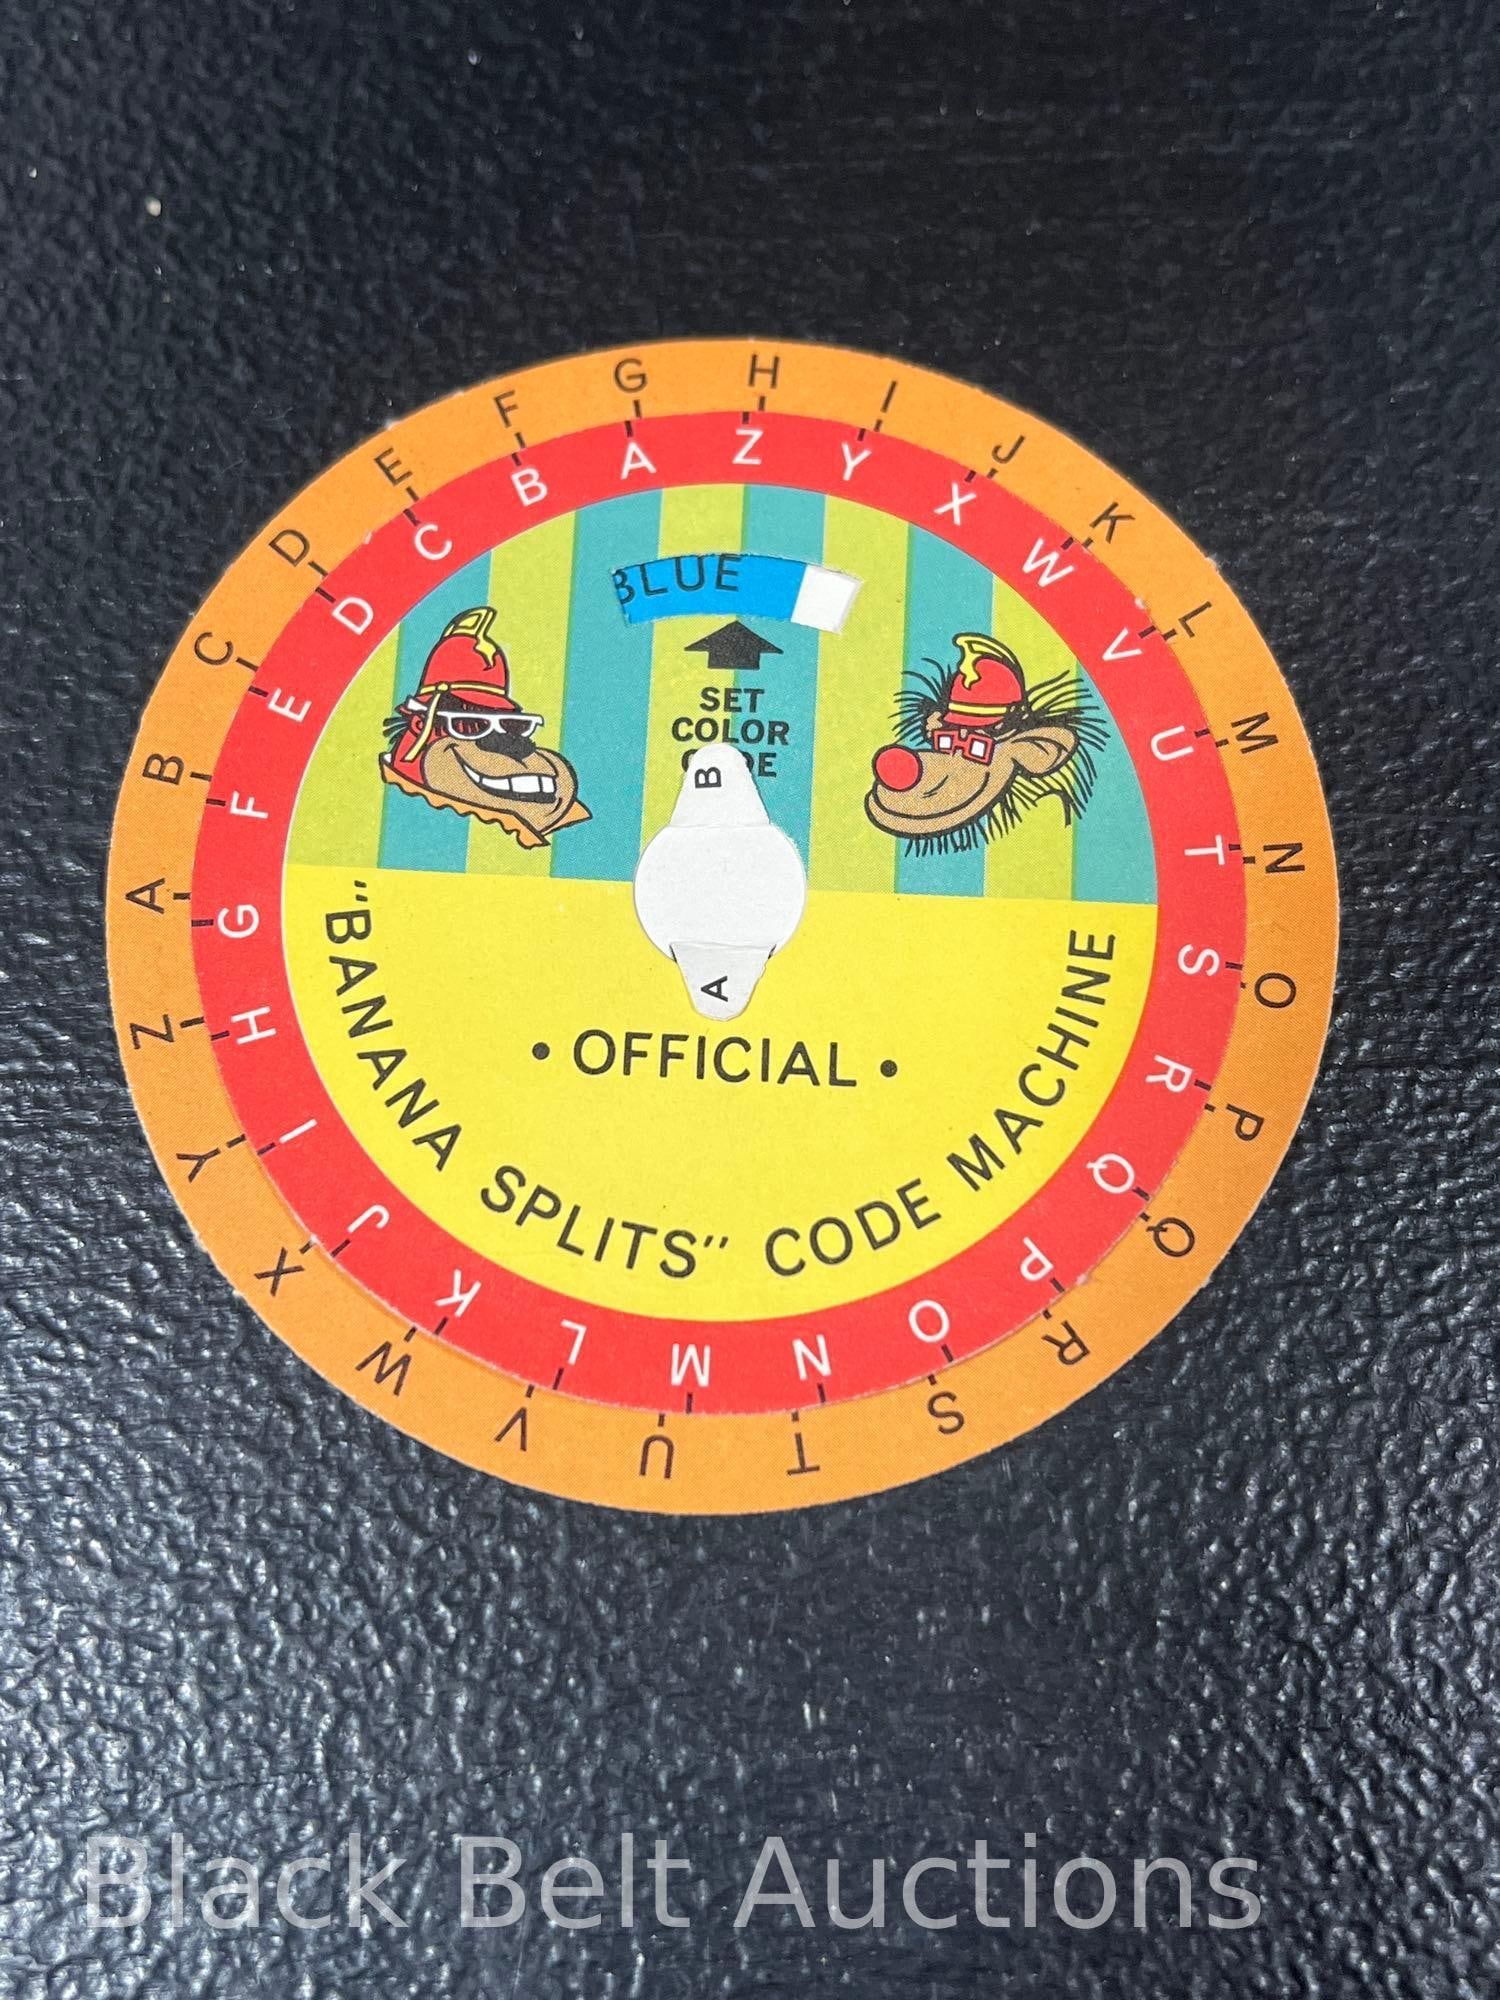 A B C D E F G H I J K L M N O P Q R S T U V W X Y Z
A Z Y X W V U T S R Q P O N M L K J I H G F E D C B
BLUE
SET
COLOR
B
A
• OFFICIAL •
"BANANA SPLITS" CODE MACHINE
Black Belt Auctions